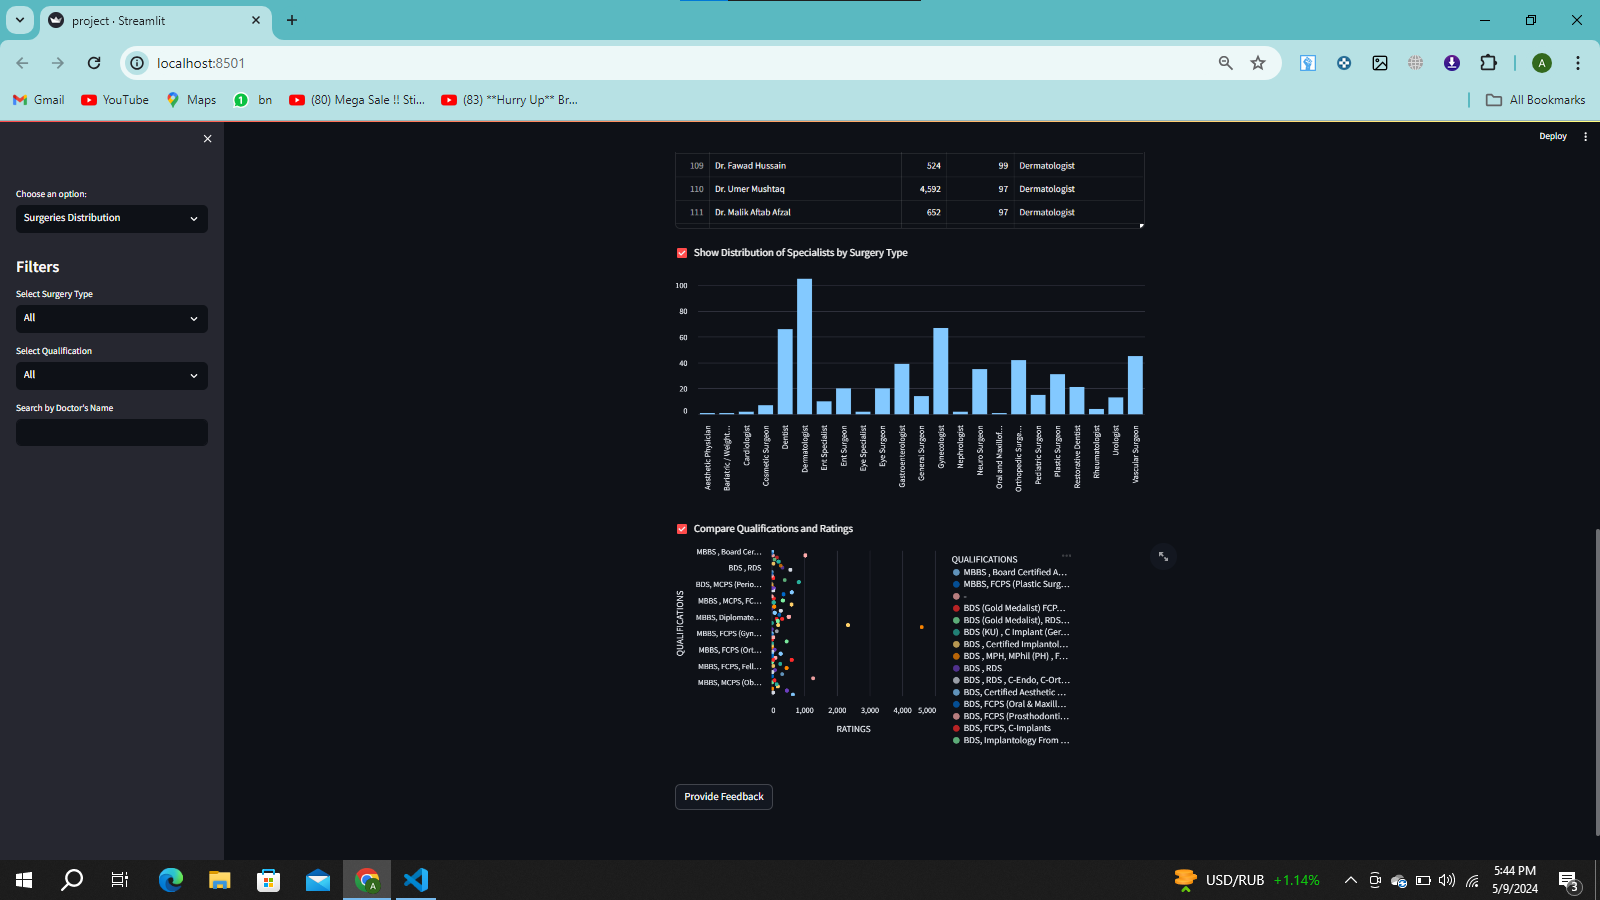 project · Streamlit
localhost:8501
Gmail
YouTube
Maps
1
bn
(80) Mega Sale !! Sti...
(83) **Hurry Up** Br...
All Bookmarks
A
Deploy
Choose an option:
Surgeries Distribution
Filters
Select Surgery Type
All
Select Qualification
All
Search by Doctor's Name
109 Dr. Fawad Hussain 524 99 Dermatologist
110 Dr. Umer Mushtaq 4,592 97 Dermatologist
111 Dr. Malik Aftab Afzal 652 97 Dermatologist
Show Distribution of Specialists by Surgery Type
100
80
60
40
20
0
Aesthetic Physician
Bariatric / Weight...
Cardiologist
Cosmetic Surgeon
Dentist
Dermatologist
Ent Specialist
Ent Surgeon
Eye Specialist
Eye Surgeon
Gastroenterologist
General Surgeon
Gynecologist
Nephrologist
Neuro Surgeon
Oral and Maxillof...
Orthopedic Surge...
Pediatric Surgeon
Plastic Surgeon
Restorative Dentist
Rheumatologist
Urologist
Vascular Surgeon
Compare Qualifications and Ratings
QUALIFICATIONS
MBBS , Board Cer...
BDS , RDS
BDS, MCPS (Perio...
MBBS , MCPS, FC...
MBBS, Diplomate...
MBBS, FCPS (Gyn...
MBBS, FCPS (Ort...
MBBS, FCPS, Fell...
MBBS, MCPS (Ob...
0 1,000 2,000 3,000 4,000 5,000
RATINGS
QUALIFICATIONS
MBBS , Board Certified A...
MBBS, FCPS (Plastic Surg...
-
BDS (Gold Medalist) FCP...
BDS (Gold Medalist), RDS...
BDS (KU) , C Implant (Ger...
BDS , Certified Implantol...
BDS , MPH, MPhil (PH) , F...
BDS , RDS
BDS , RDS , C-Endo, C-Ort...
BDS, Certified Aesthetic ...
BDS, FCPS (Oral & Maxill...
BDS, FCPS (Prosthodonti...
BDS, FCPS, C-Implants
BDS, Implantology From ...
Provide Feedback
A
USD/RUB +1.14%
5:44 PM
5/9/2024
3